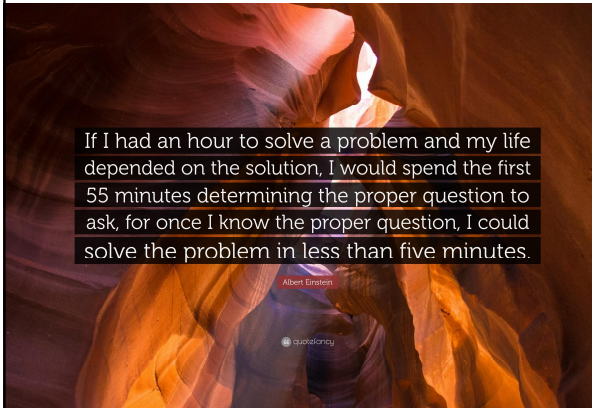 If I had an hour to solve a problem and my life
depended on the solution, I would spend the first
55 minutes determining the proper question to
ask, for once I know the proper question, I could
solve the problem in less than five minutes.
Albert Einstein
quotefancy